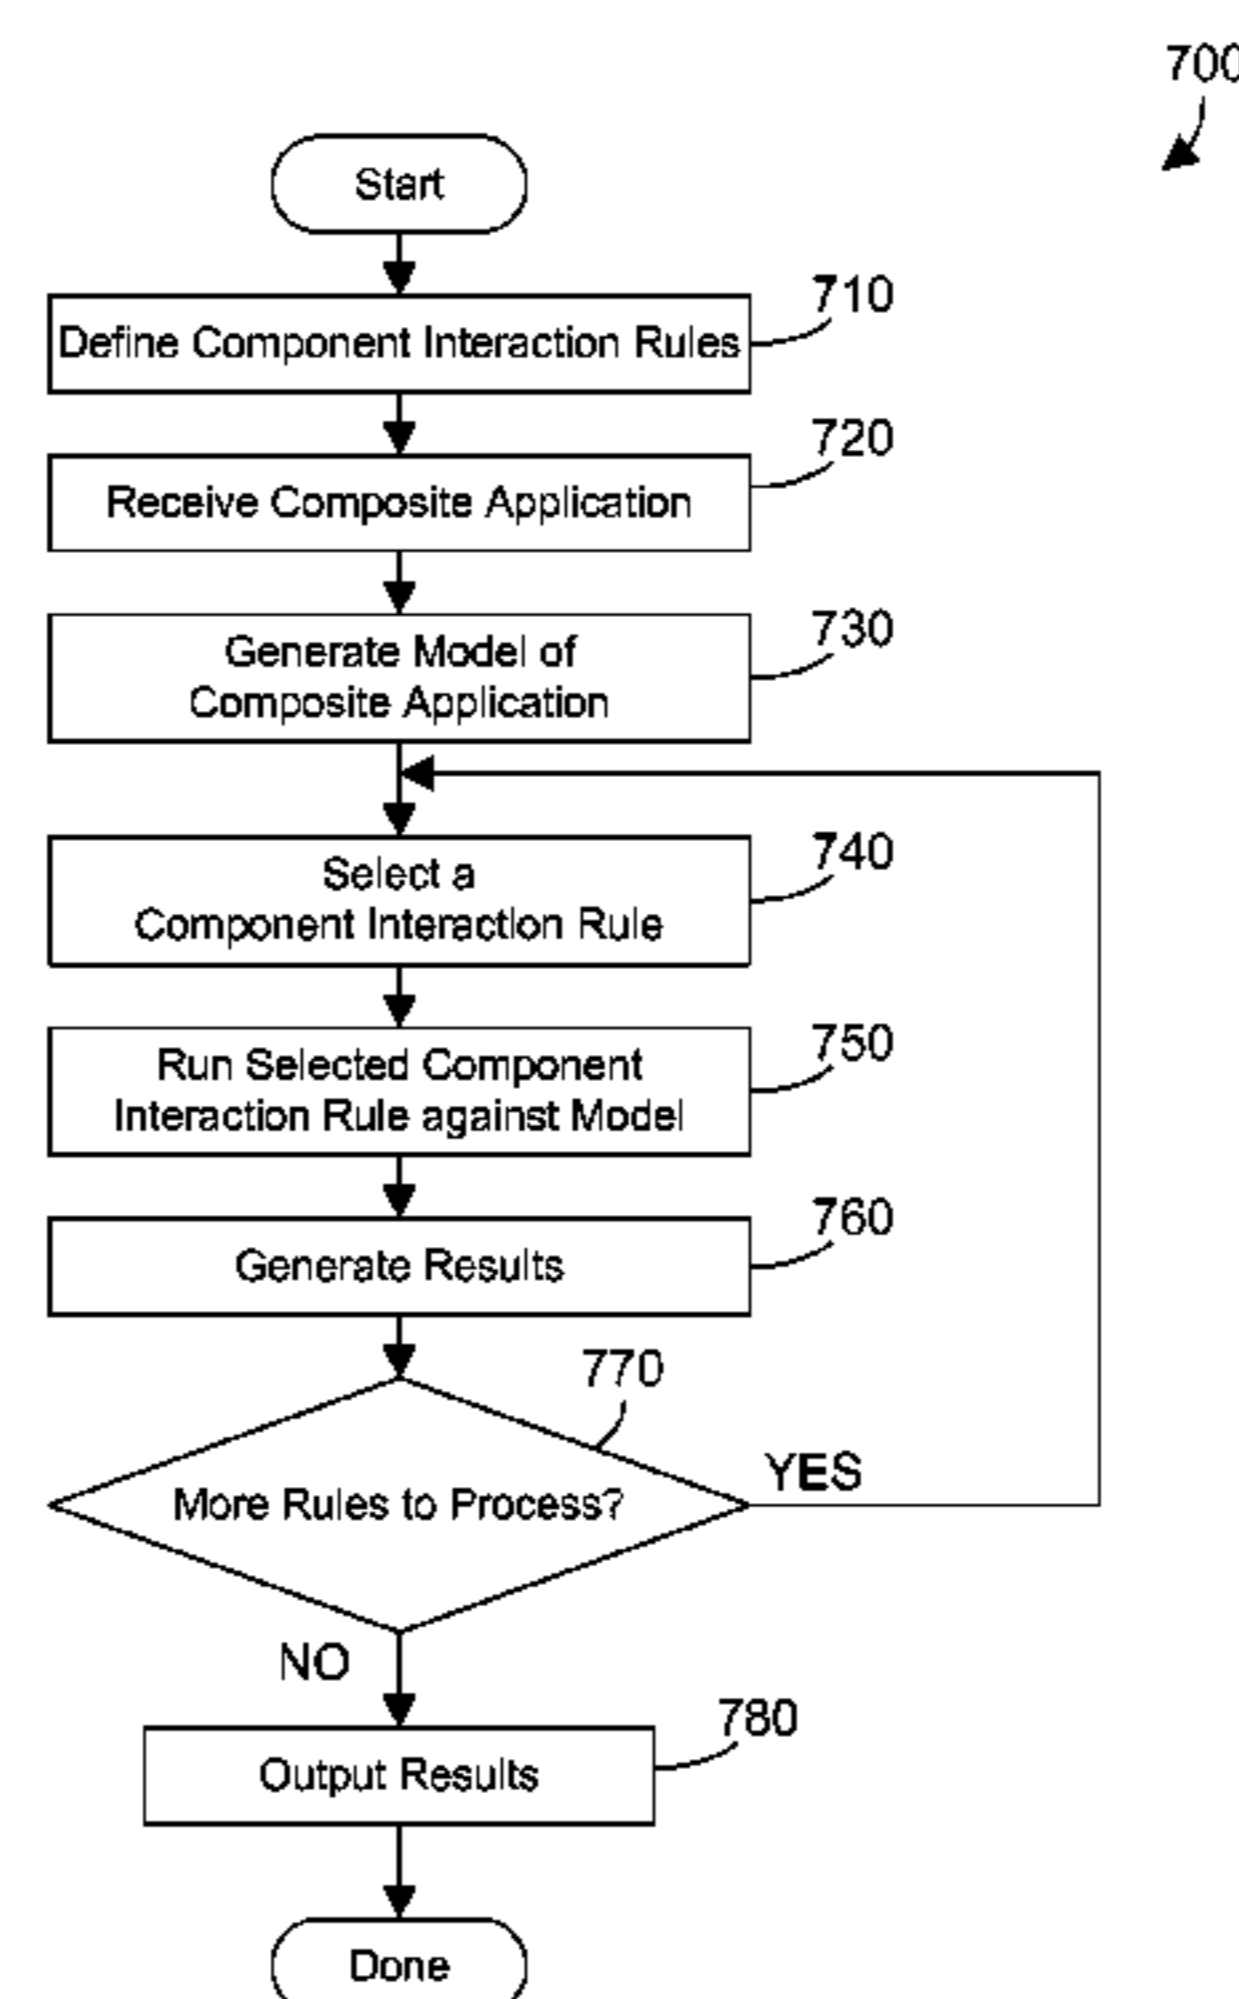 700
Start
710
Define Component Interaction Rules
720
Receive Composite Application
730
Generate Model of
Composite Application
740
Select a
Component Interaction Rule
750
Run Selected Component
Interaction Rule against Model
760
Generate Results
770
More Rules to Process?
YES
NO
780
Output Results
Done